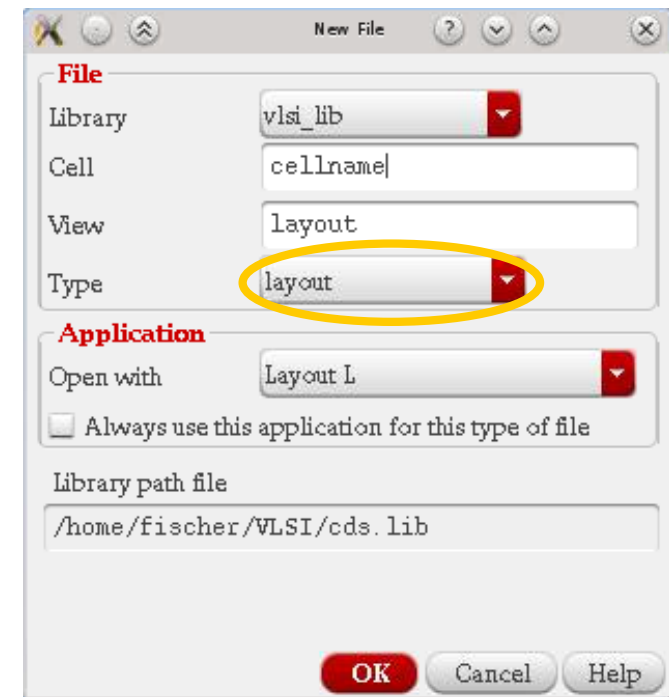 New File
File
Library vlsi_lib
Cell cellname
View layout
Type layout
Application
Open with Layout L
Always use this application for this type of file
Library path file
/home/fischer/VLSI/cds.lib
OK Cancel Help